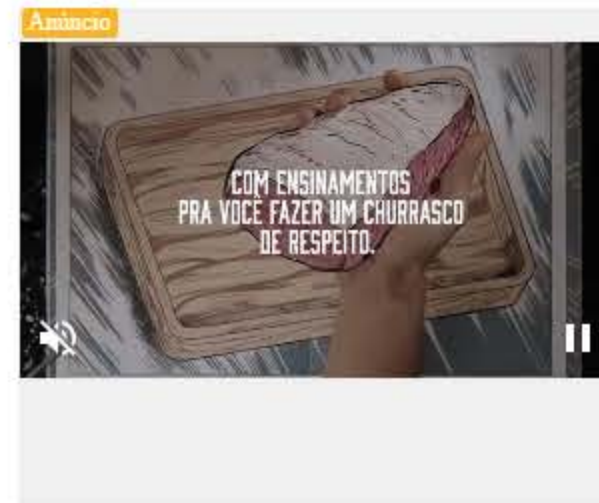 Anúncio
COM ENSINAMENTOS
PRA VOCÊ FAZER UM CHURRASCO
DE RESPEITO.